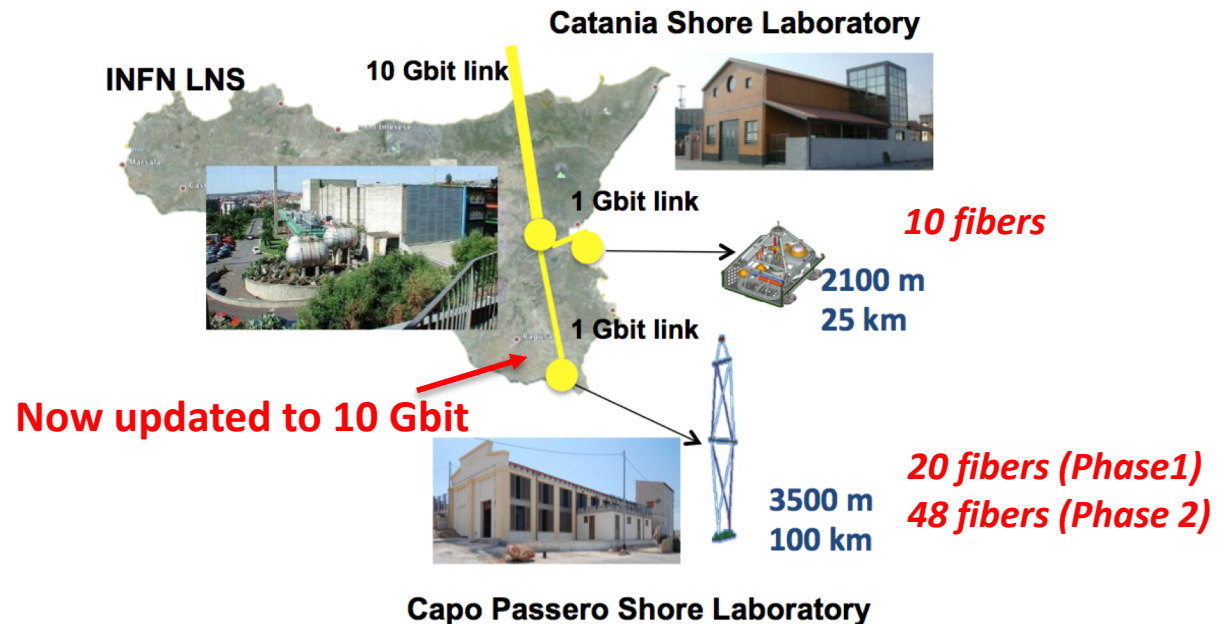 Catania Shore Laboratory
INFN LNS
10 Gbit link
Marsala
1 Gbit link
10 fibers
2100 m
25 km
1 Gbit link
Ragusa
Now updated to 10 Gbit
20 fibers (Phase1)
48 fibers (Phase 2)
3500 m
100 km
Capo Passero Shore Laboratory